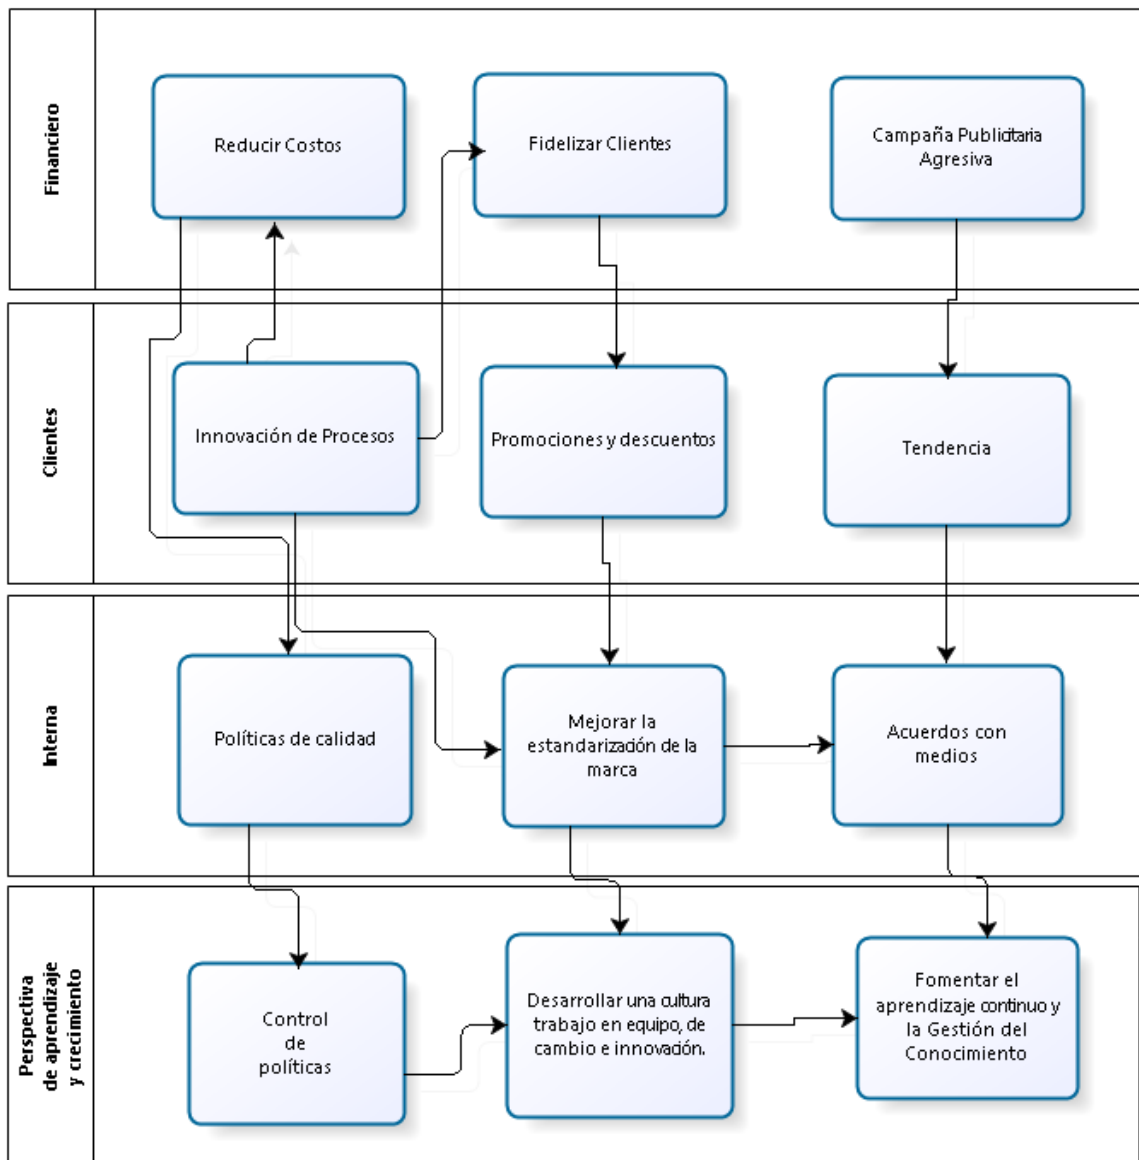 Financiero
Reducir Costos
Fidelizar Clientes
Campaña Publicitaria
Agresiva
Clientes
Innovación de Procesos
Promociones y descuentos
Tendencia
Interna
Políticas de calidad
Mejorar la
estandarización de la
marca
Acuerdos con
medios
Perspectiva
de aprendizaje
y crecimiento
Control
de
políticas
Desarrollar una cultura
trabajo en equipo, de
cambio e innovación.
Fomentar el
aprendizaje continuo y
la Gestión del
Conocimiento